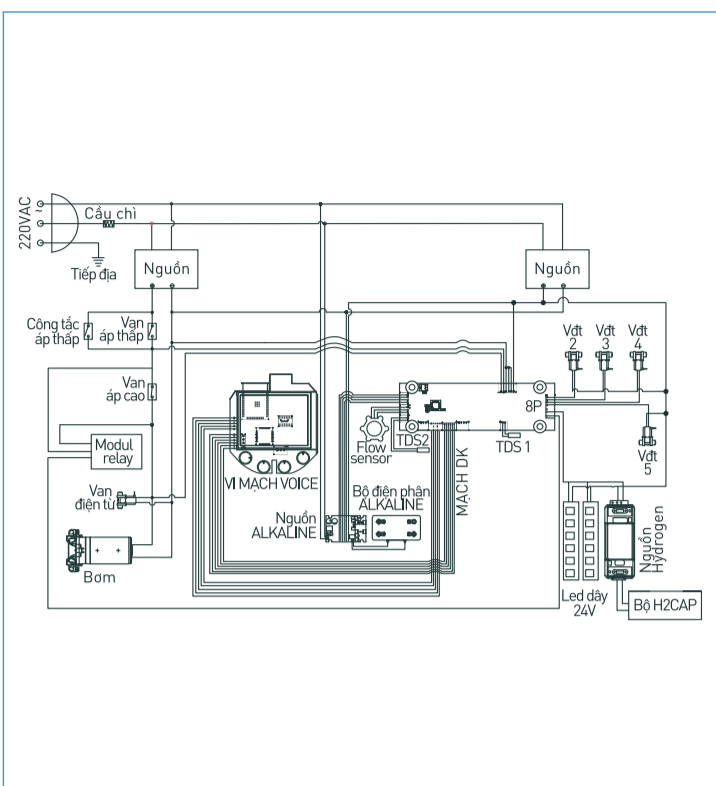 220VAC
~
Cầu chì
Tiếp địa
Nguồn
Nguồn
Công tắc
áp thấp
Van
áp thấp
Van
áp cao
Modul
relay
Van
điện từ
Bơm
VI MẠCH VOICE
Nguồn
ALKALINE
Bộ điện phân
ALKALINE
Flow
sensor
TDS2
MẠCH DK
TDS 1
8P
Vđt
2
Vđt
3
Vđt
4
Vđt
5
Led dây
24V
Nguồn
Hydrogen
Bộ H2CAP